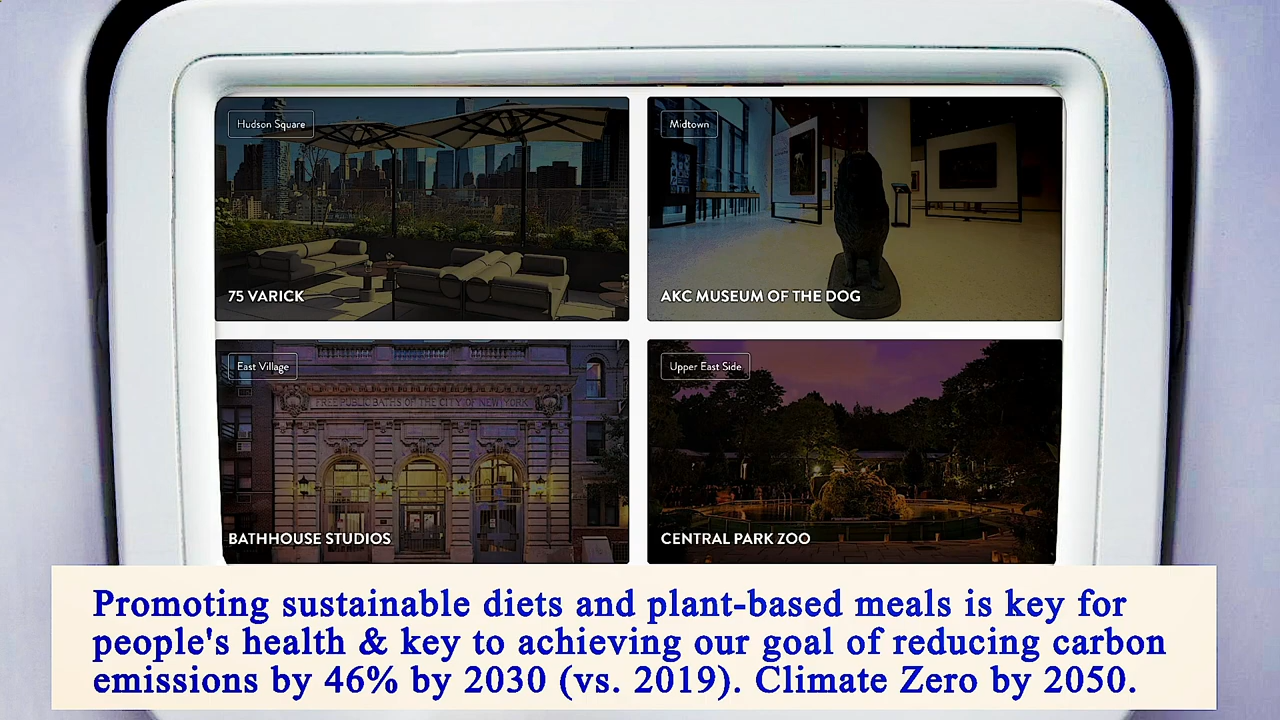 Hudson Square
75 VARICK
Midtown
AKC MUSEUM OF THE DOG
East Village
FREE PUBLIC BATHS OF THE CITY OF NEW YORK
BATHHOUSE STUDIOS
Upper East Side
CENTRAL PARK ZOO
Promoting sustainable diets and plant-based meals is key for
people's health & key to achieving our goal of reducing carbon
emissions by 46% by 2030 (vs. 2019). Climate Zero by 2050.